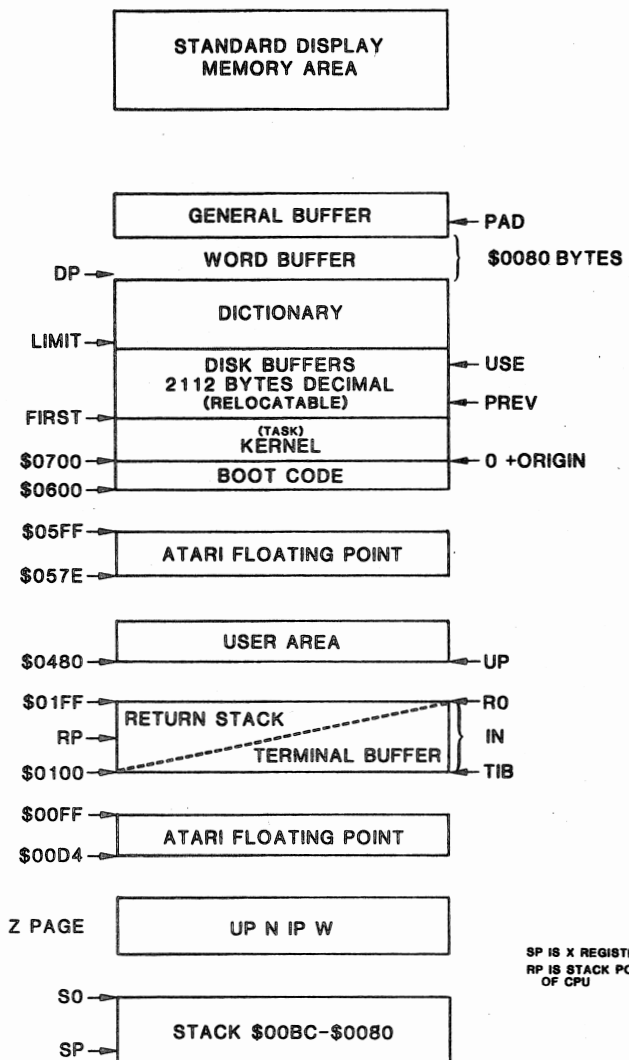 STANDARD DISPLAY
MEMORY AREA
GENERAL BUFFER
PAD
WORD BUFFER
$0080 BYTES
DP
DICTIONARY
LIMIT
DISK BUFFERS
2112 BYTES DECIMAL
(RELOCATABLE)
USE
PREV
FIRST
(TASK)
KERNEL
$0700
0 +ORIGIN
BOOT CODE
$0600
$05FF
ATARI FLOATING POINT
$057E
USER AREA
$0480
UP
$01FF
R0
RETURN STACK
RP
IN
TERMINAL BUFFER
$0100
TIB
$00FF
ATARI FLOATING POINT
$00D4
Z PAGE
UP N IP W
SP IS X REGIST
RP IS STACK PO
OF CPU
S0
STACK $00BC-$0080
SP